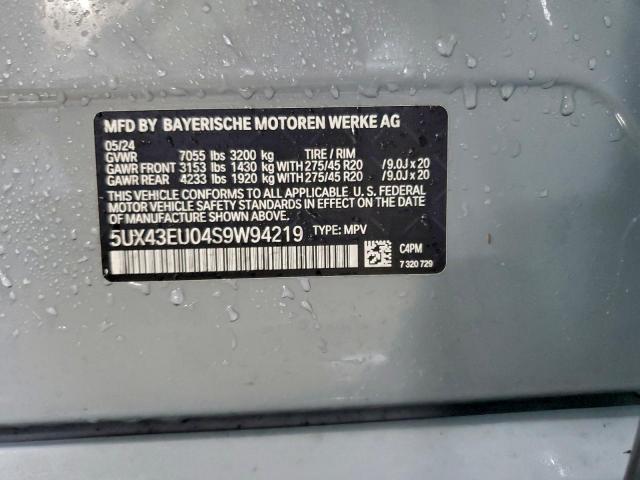 MFD BY BAYERISCHE MOTOREN WERKE AG
05/24
GVWR 7055 lbs 3200 kg TIRE / RIM
GAWR FRONT 3153 lbs 1430 kg WITH 275/45 R20 /9.0J x 20
GAWR REAR 4233 lbs 1920 kg WITH 275/45 R20 /9.0J x 20
THIS VEHICLE CONFORMS TO ALL APPLICABLE U. S. FEDERAL
MOTOR VEHICLE SAFETY STANDARDS IN EFFECT ON THE DATE
OF MANUFACTURE SHOWN ABOVE.
5UX43EU04S9W94219 TYPE: MPV
C4PM
7 320 729